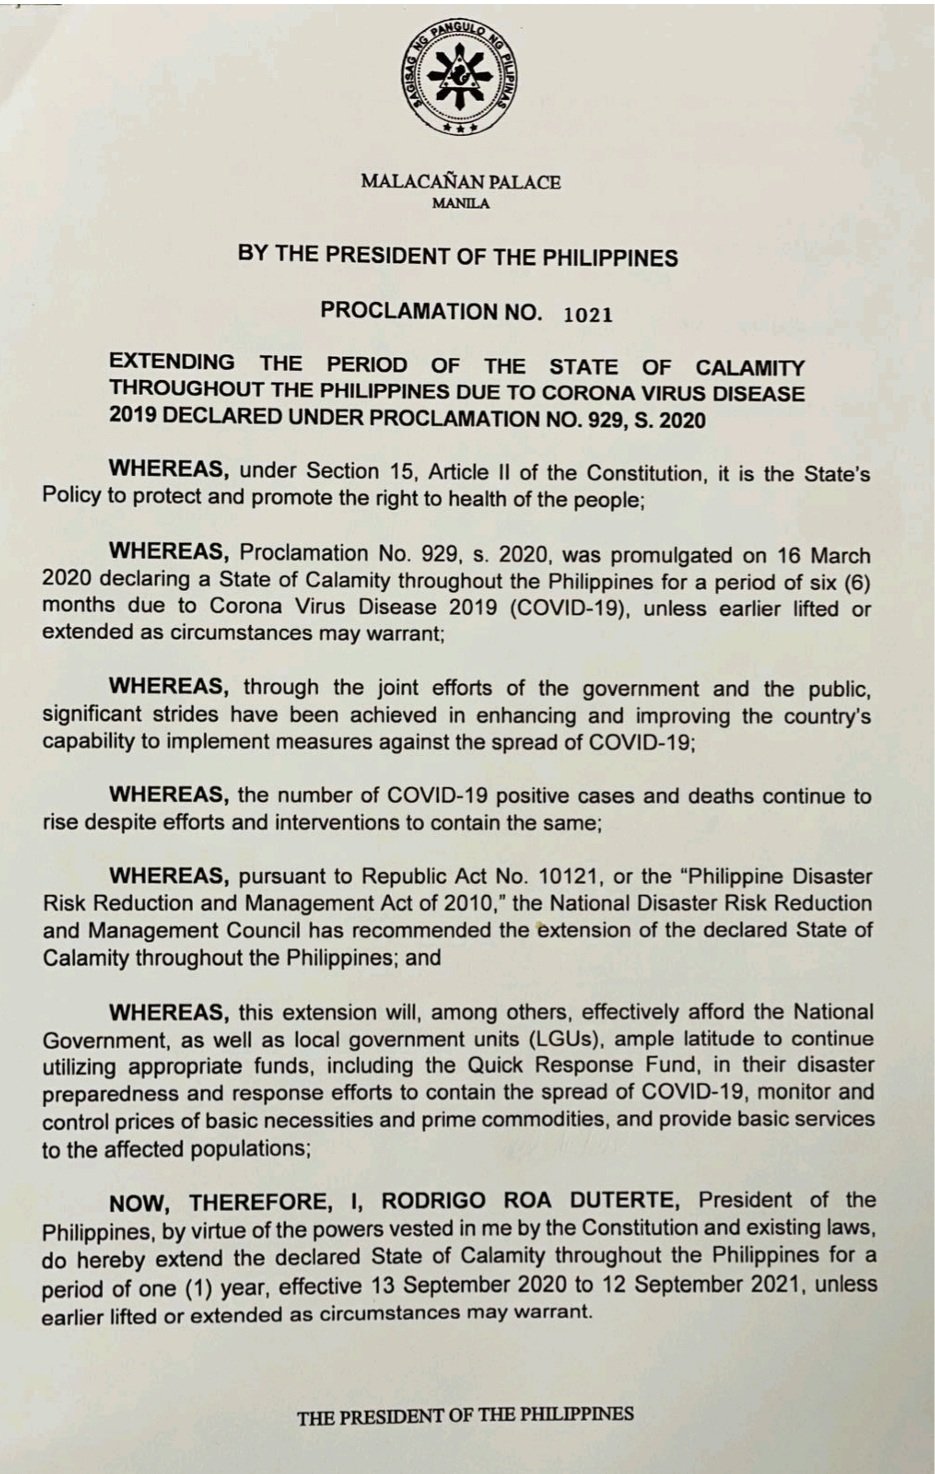 SAGISAG NG PANGULO NG PILIPINAS
MALACAÑAN PALACE
MANILA
BY THE PRESIDENT OF THE PHILIPPINES
PROCLAMATION NO. 1021
EXTENDING THE PERIOD OF THE STATE OF CALAMITY
THROUGHOUT THE PHILIPPINES DUE TO CORONA VIRUS DISEASE
2019 DECLARED UNDER PROCLAMATION NO. 929, S. 2020
WHEREAS, under Section 15, Article II of the Constitution, it is the State's
Policy to protect and promote the right to health of the people;
WHEREAS, Proclamation No. 929, s. 2020, was promulgated on 16 March
2020 declaring a State of Calamity throughout the Philippines for a period of six (6)
months due to Corona Virus Disease 2019 (COVID-19), unless earlier lifted or
extended as circumstances may warrant;
WHEREAS, through the joint efforts of the government and the public,
significant strides have been achieved in enhancing and improving the country's
capability to implement measures against the spread of COVID-19;
WHEREAS, the number of COVID-19 positive cases and deaths continue to
rise despite efforts and interventions to contain the same;
WHEREAS, pursuant to Republic Act No. 10121, or the “Philippine Disaster
Risk Reduction and Management Act of 2010,” the National Disaster Risk Reduction
and Management Council has recommended the extension of the declared State of
Calamity throughout the Philippines; and
WHEREAS, this extension will, among others, effectively afford the National
Government, as well as local government units (LGUs), ample latitude to continue
utilizing appropriate funds, including the Quick Response Fund, in their disaster
preparedness and response efforts to contain the spread of COVID-19, monitor and
control prices of basic necessities and prime commodities, and provide basic services
to the affected populations;
NOW, THEREFORE, I, RODRIGO ROA DUTERTE, President of the
Philippines, by virtue of the powers vested in me by the Constitution and existing laws,
do hereby extend the declared State of Calamity throughout the Philippines for a
period of one (1) year, effective 13 September 2020 to 12 September 2021, unless
earlier lifted or extended as circumstances may warrant.
THE PRESIDENT OF THE PHILIPPINES